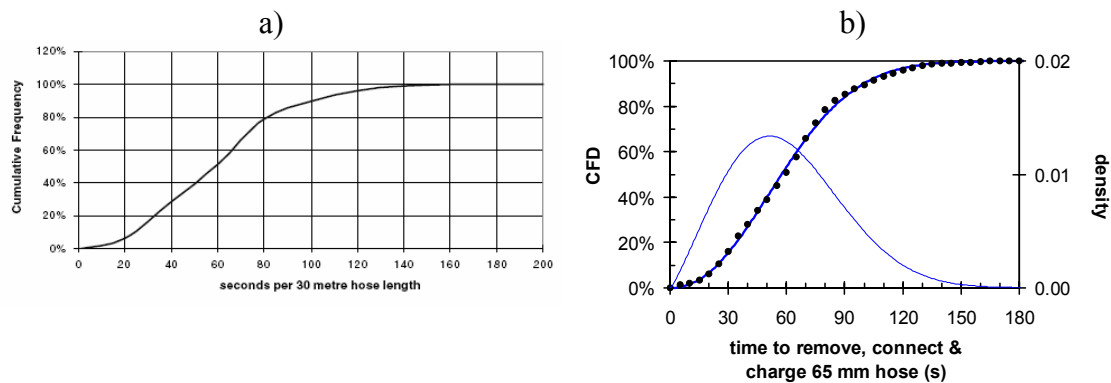 a)
120%
100%
80%
60%
40%
20%
0%
Cumulative Frequency
0 20 40 60 80 100 120 140 160 180 200
seconds per 30 metre hose length
b)
100%
80%
60%
40%
20%
0%
CFD
0.02
0.01
0.00
density
0 30 60 90 120 150 180
time to remove, connect &
charge 65 mm hose (s)